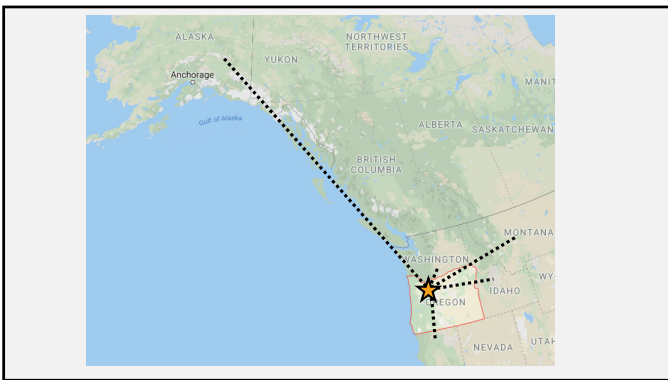 ALASKA
NORTHWEST
TERRITORIES
YUKON
Anchorage
Gulf of Alaska
MANIT
ALBERTA
SASKATCHEWAN
BRITISH
COLUMBIA
MONTANA
WASHINGTON
WY
IDAHO
OREGON
NEVADA
UTAH